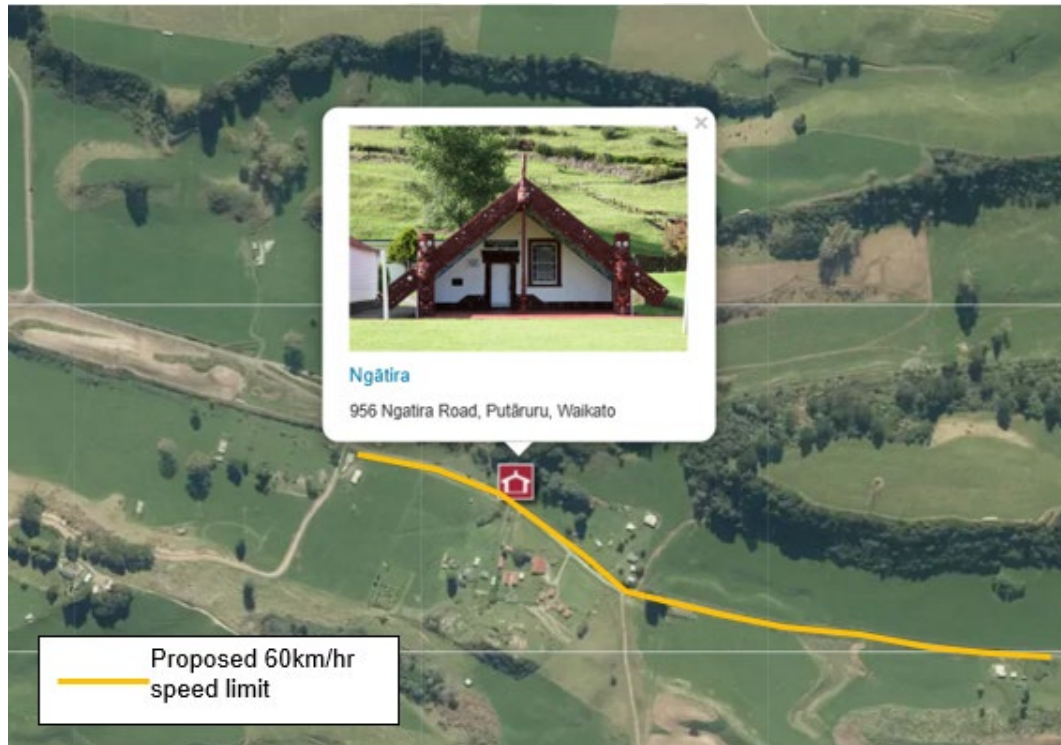 Ngātira
956 Ngatira Road, Putāruru, Waikato
Proposed 60km/hr
speed limit